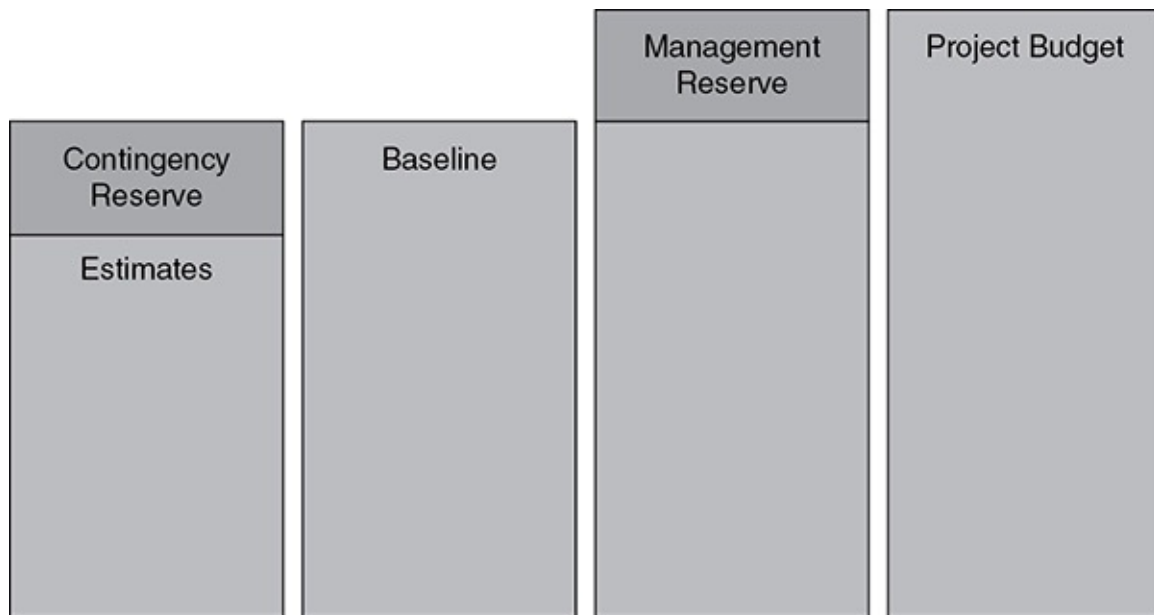 Contingency
Reserve
Estimates
Baseline
Management
Reserve
Project Budget